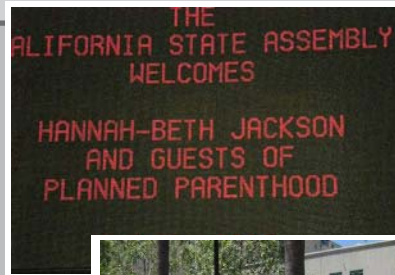 THE
ALIFORNIA STATE ASSEMBLY
WELCOMES
HANNAH-BETH JACKSON
AND GUESTS OF
PLANNED PARENTHOOD